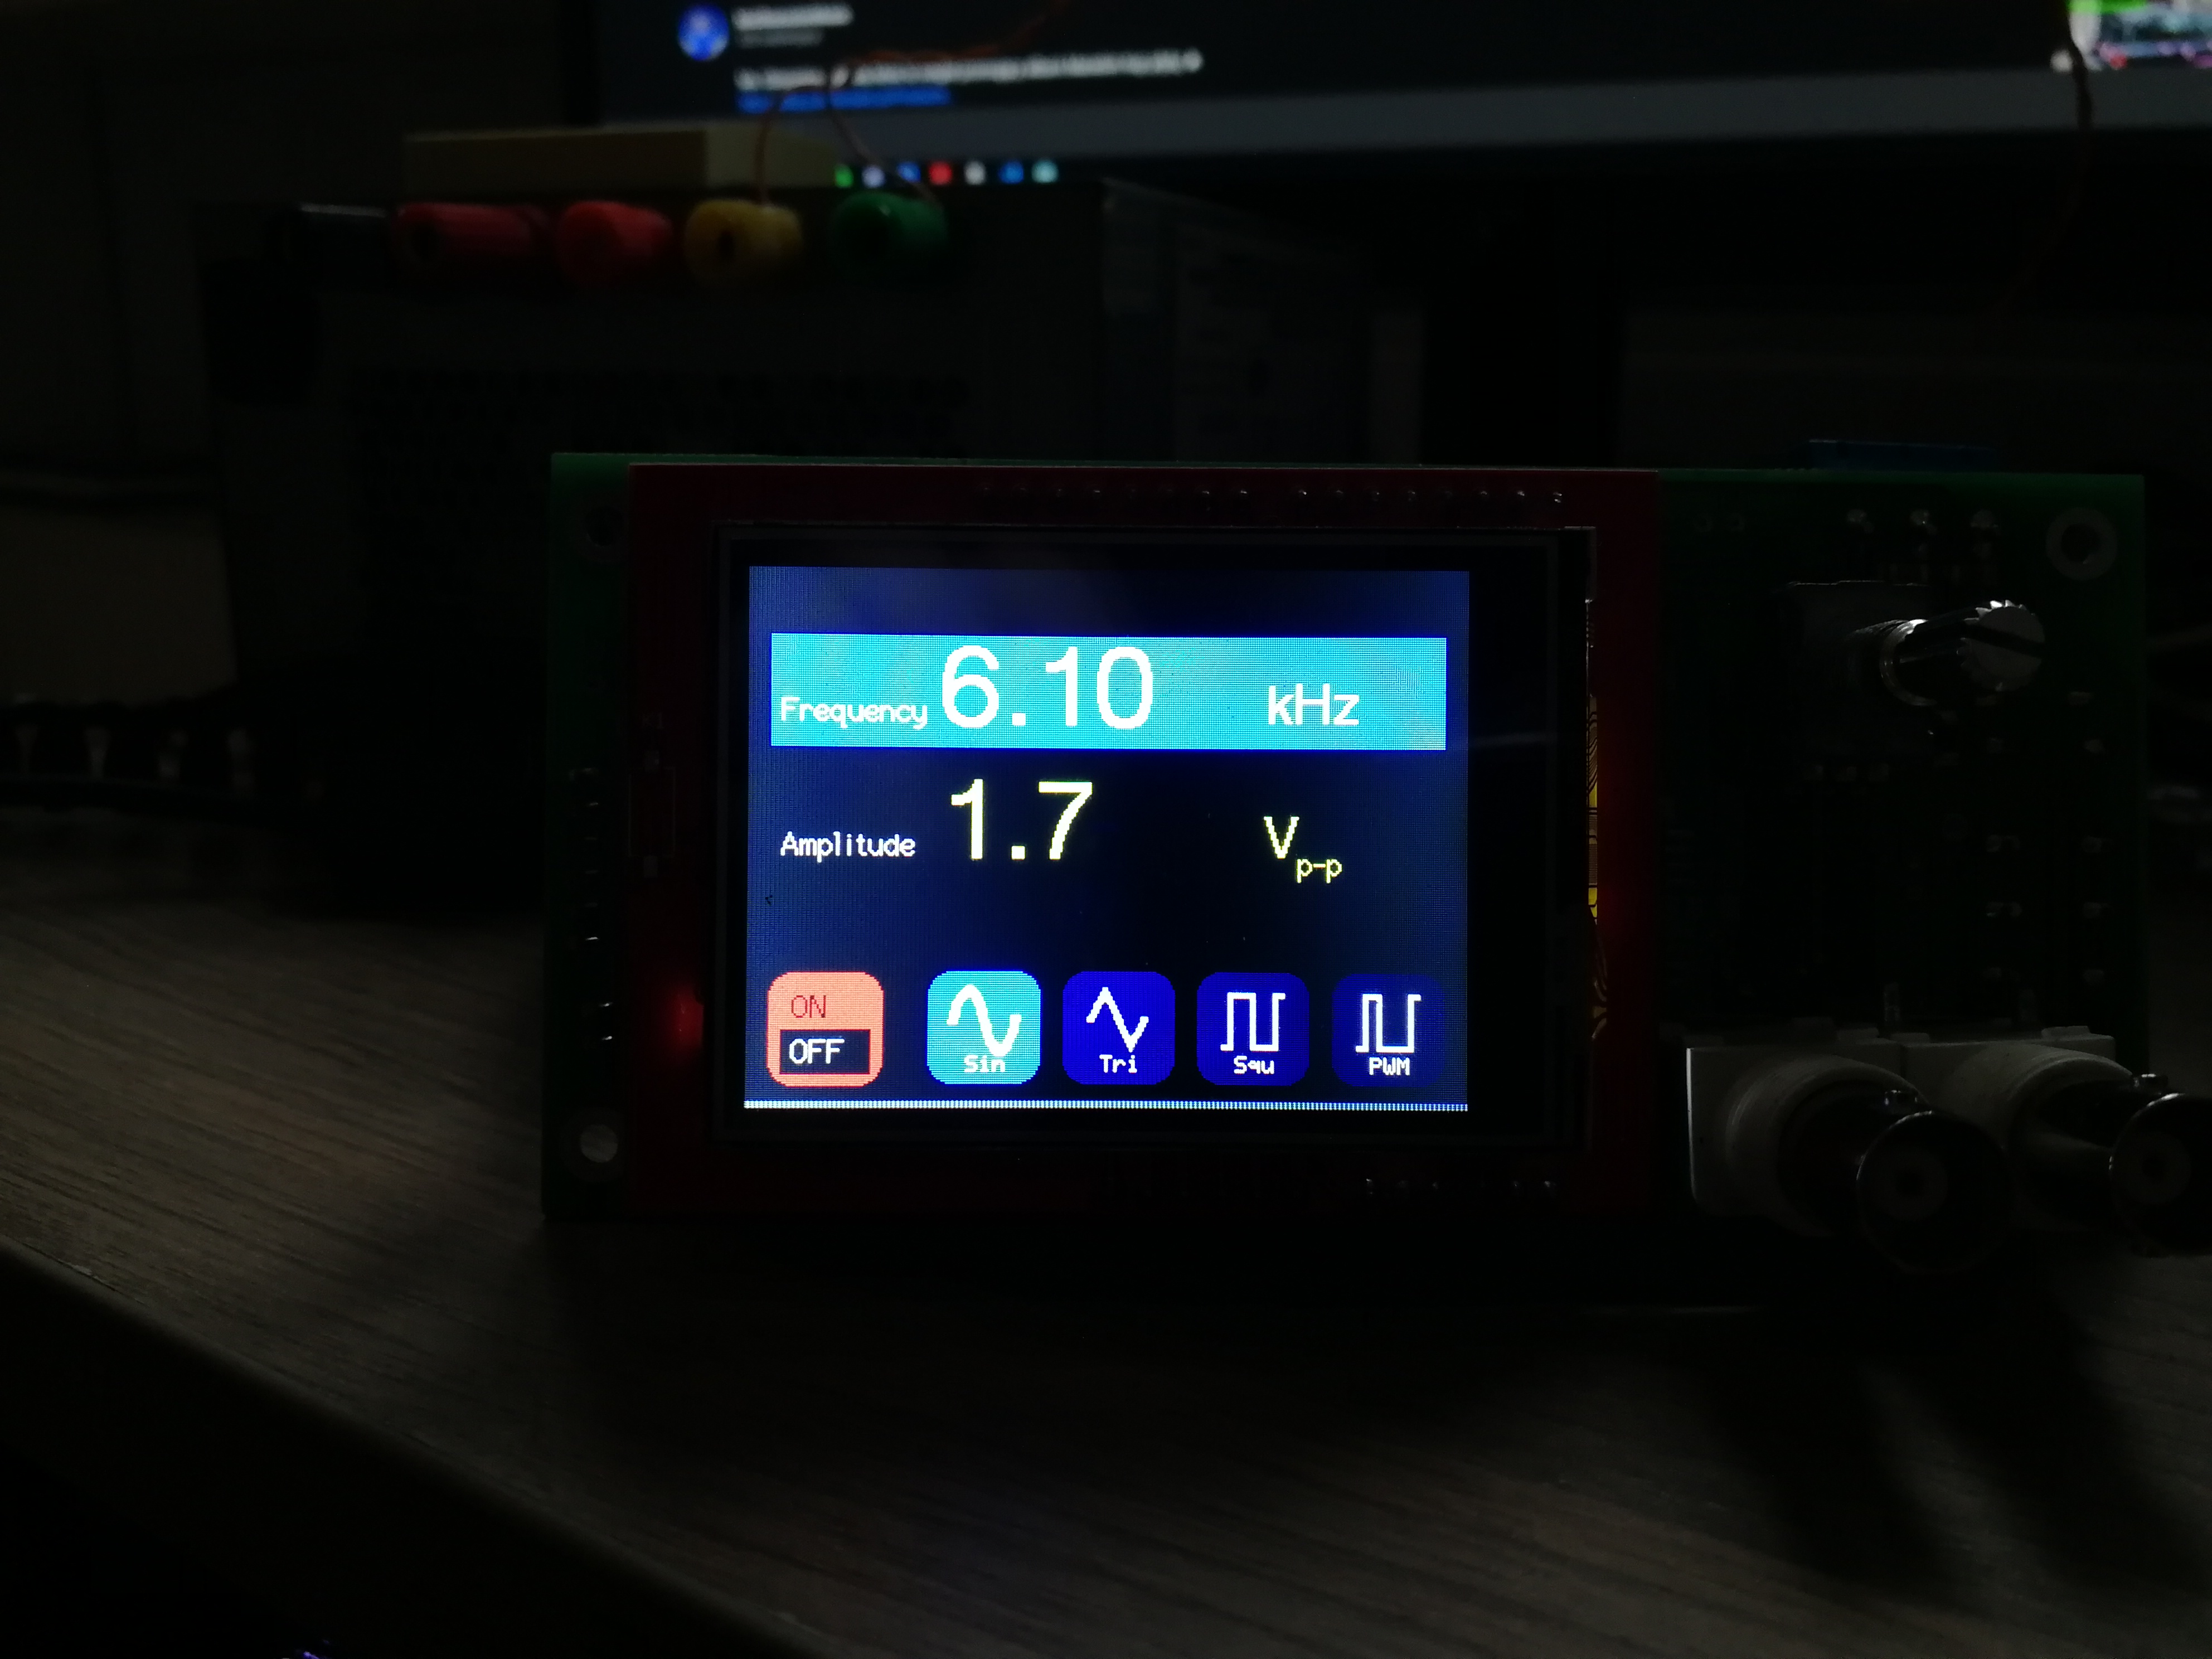 Frequency 6.10 kHz
Amplitude 1.7 Vp-p
ON
OFF
Sin Tri Squ PWM